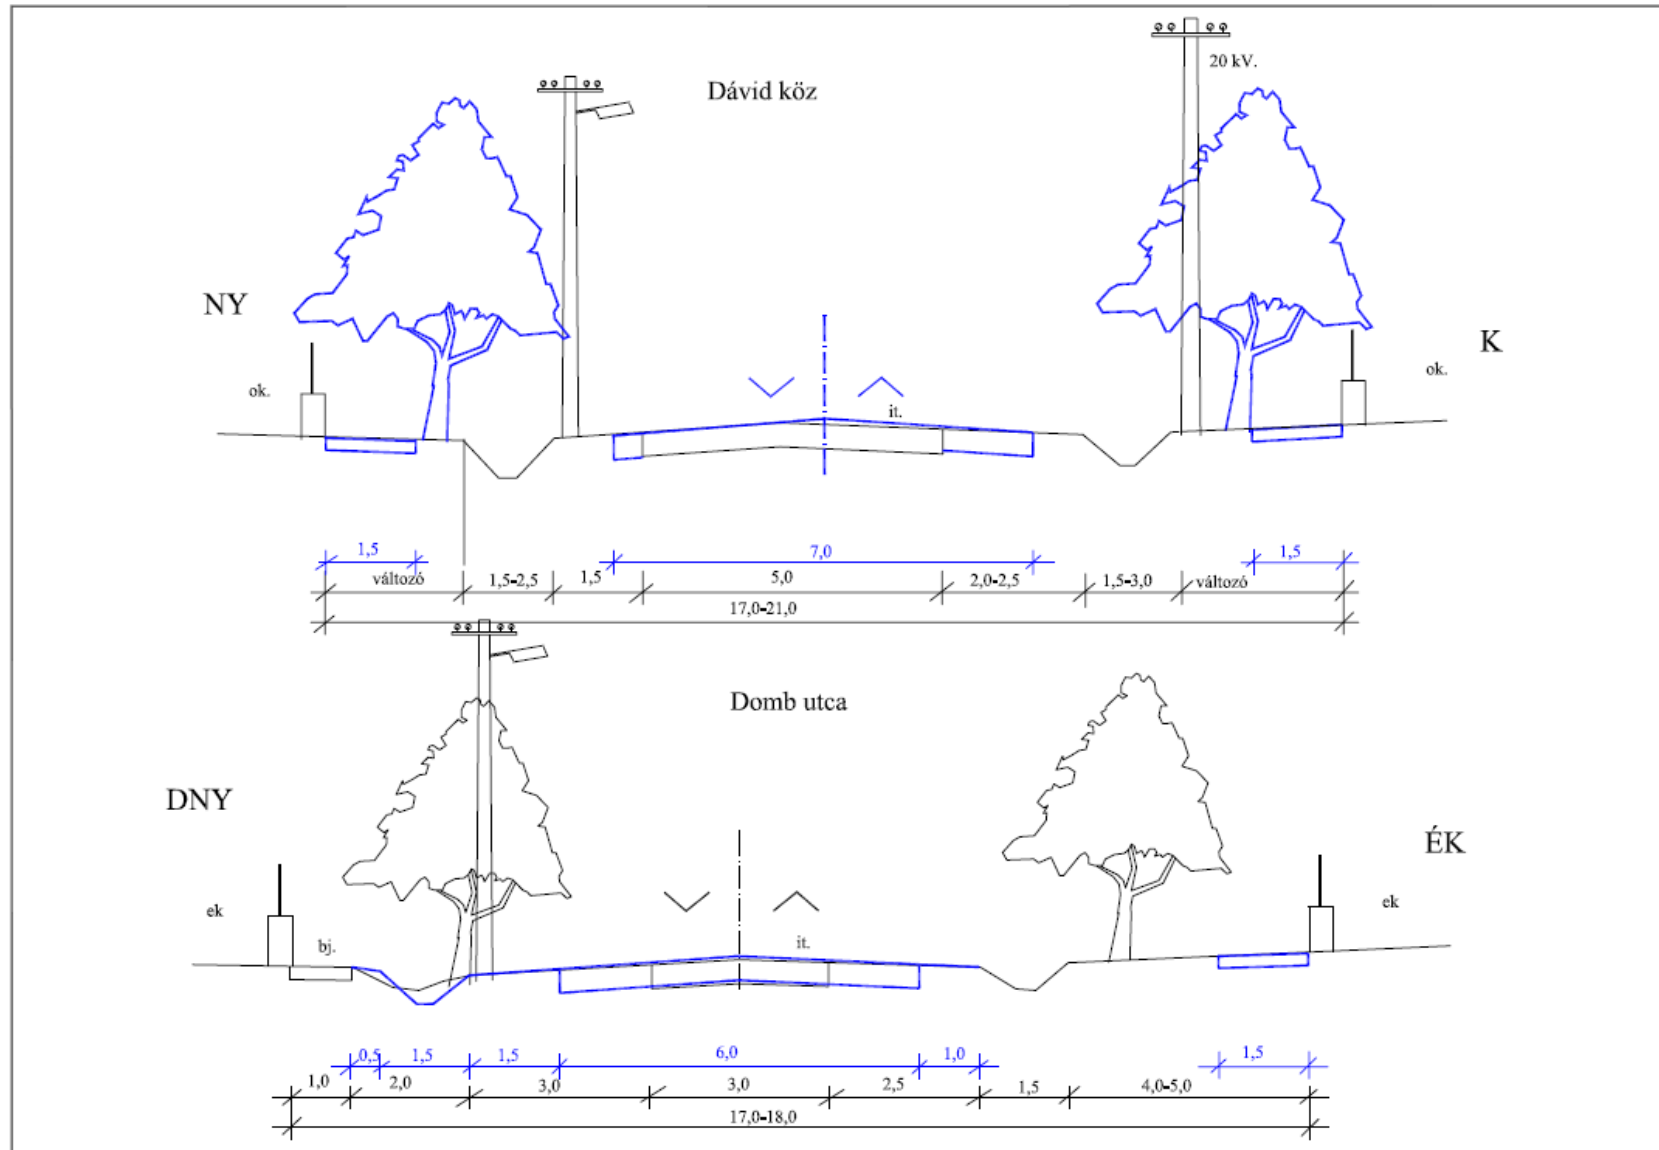 20 kV.
Dávid köz
NY
K
ok.
ok.
it.
1,5
7,0
1,5
változó
1,5-2,5
1,5
5,0
2,0-2,5
1,5-3,0
változó
17,0-21,0
Domb utca
DNY
ÉK
ek
ek
bj.
it.
0,5
1,5
1,5
6,0
1,0
1,5
1,0
2,0
3,0
3,0
2,5
1,5
4,0-5,0
17,0-18,0